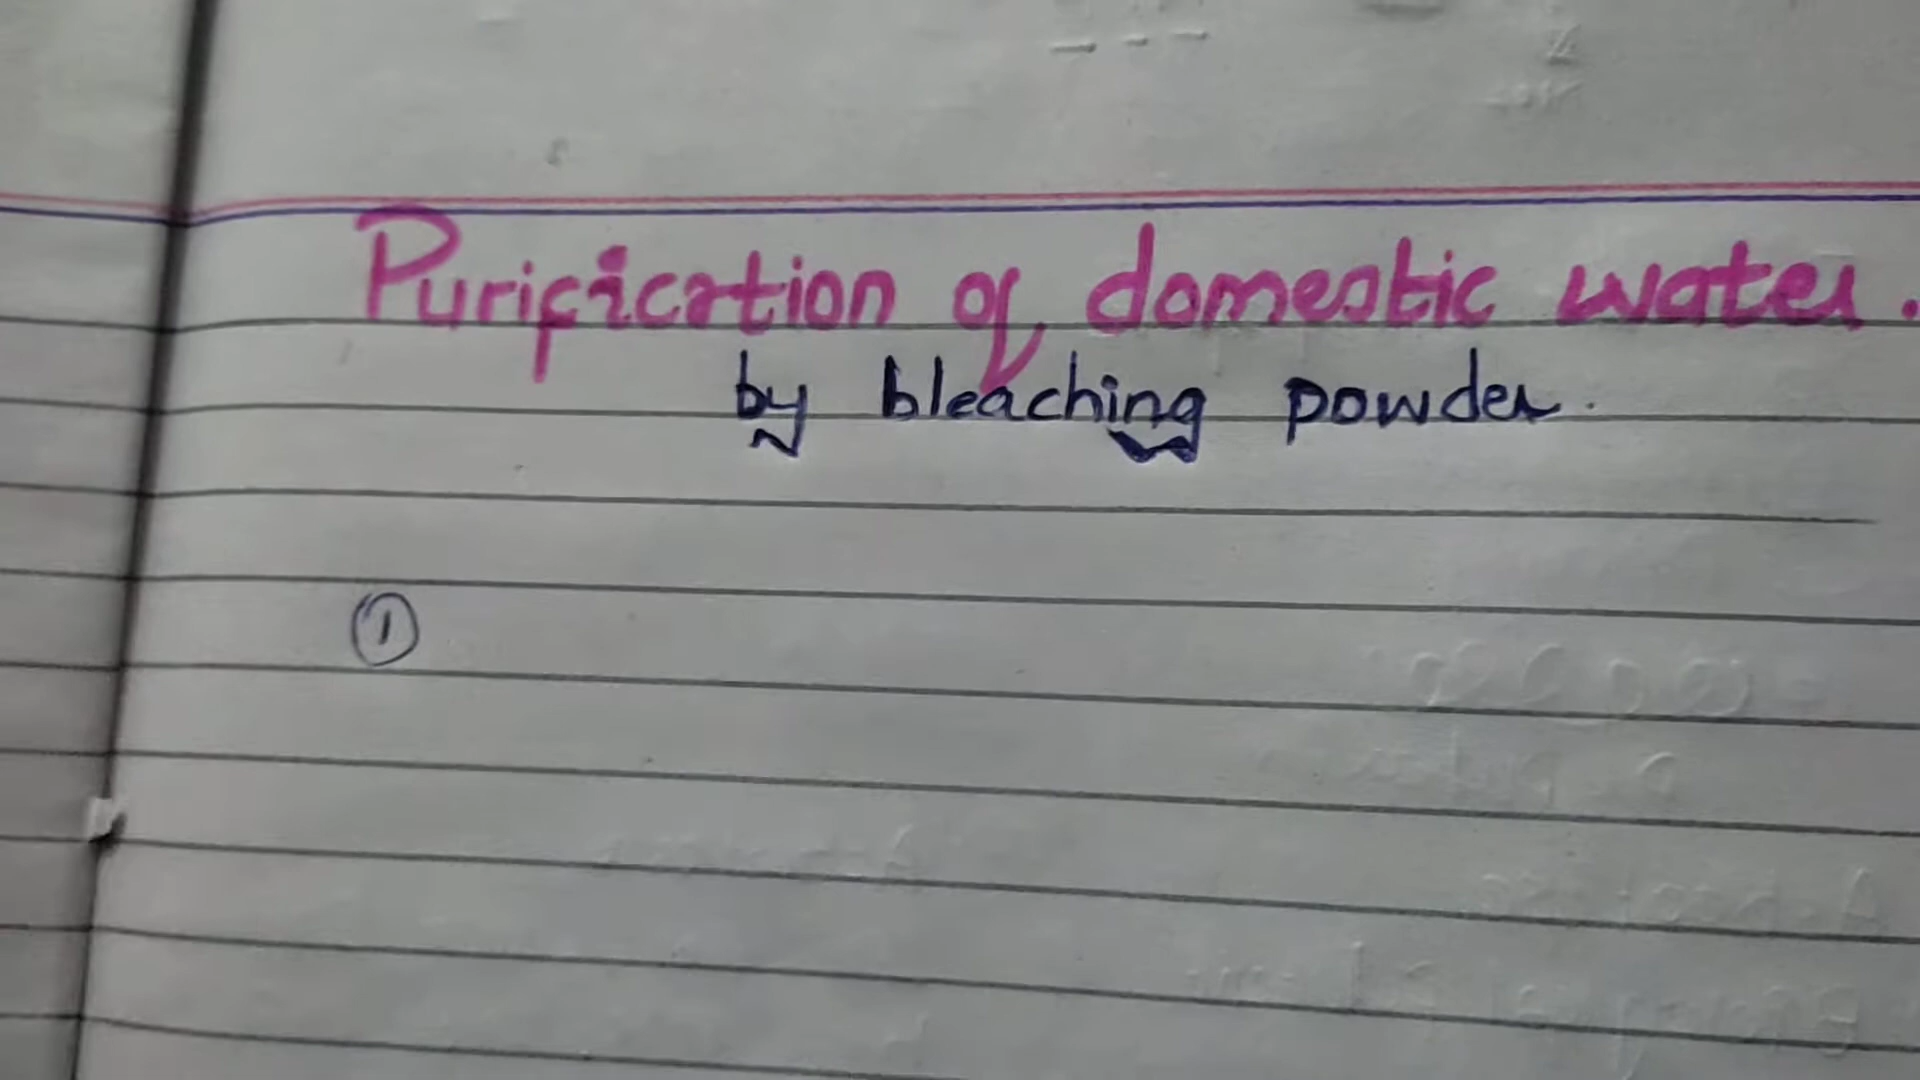 Purification of domestic water.
by bleaching powder.
①